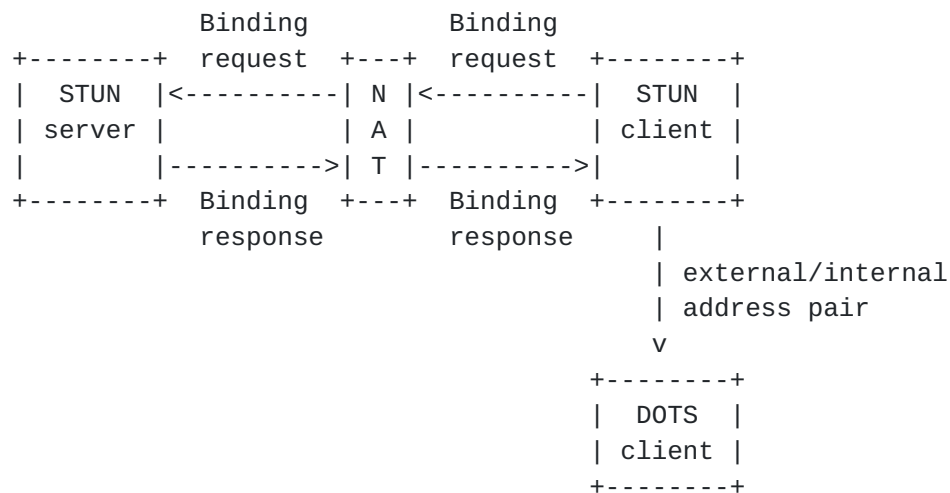 Binding Binding
+--------+ request +---+ request +--------+
| STUN |<----------| N |<----------| STUN |
| server | | A | | client |
| | |---------->| T |---------->| |
+--------+ Binding +---+ Binding +--------+
response response |
| external/internal
| address pair
v
+--------+
| DOTS |
| client |
+--------+